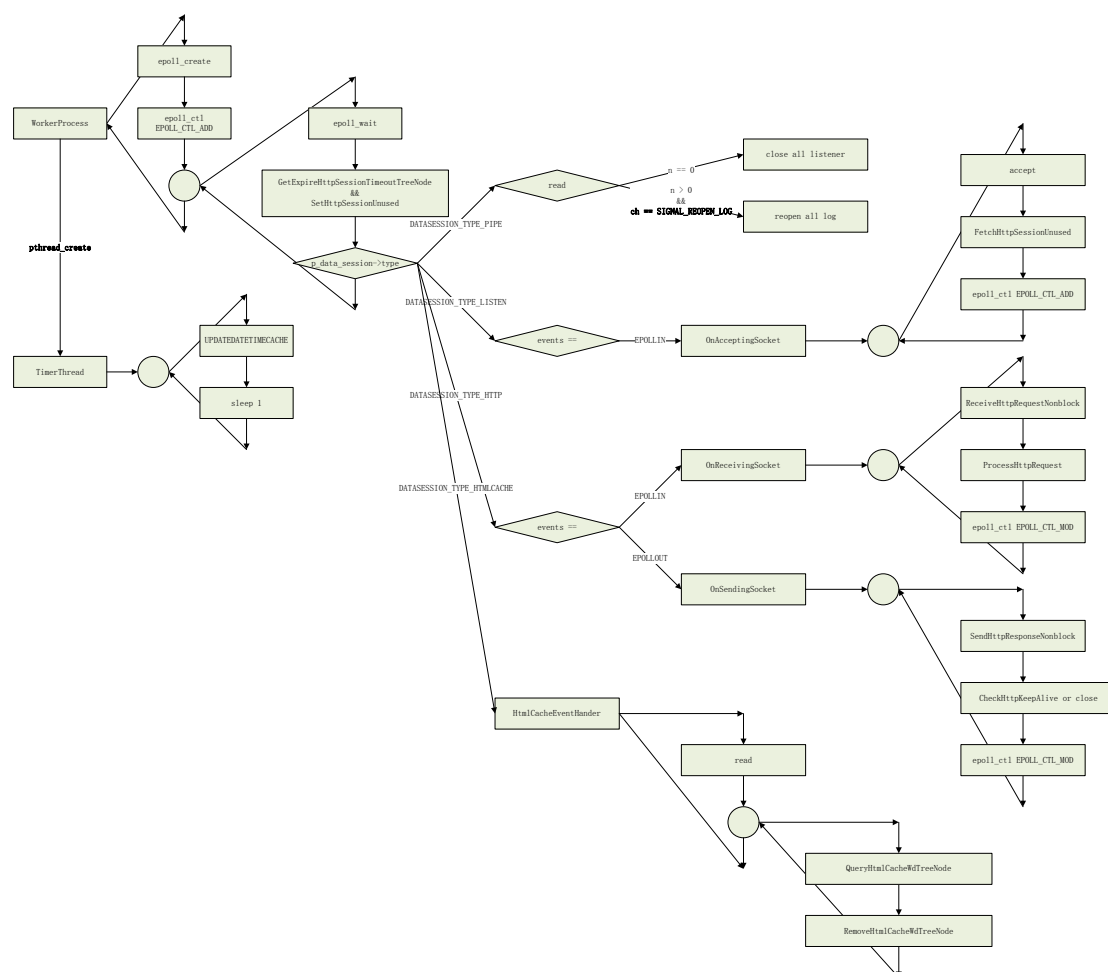 epoll_create
WorkerProcess
epoll_ctl
EPOLL_CTL_ADD
epoll_wait
GetExpireHttpSessionTimeoutTreeNode
&&
SetHttpSessionUnused
p_data_session->type
pthread_create
TimerThread
UPDATEDATETIMECACHE
sleep 1
DATASESSION_TYPE_PIPE
read
n == 0
close all listener
n > 0
&&
ch == SIGMAL_REOPEN_LOG
reopen all log
DATASESSION_TYPE_LISTEN
events ==
EPOLLIN
OnAcceptingSocket
accept
FetchHttpSessionUnused
epoll_ctl EPOLL_CTL_ADD
DATASESSION_TYPE_HTTP
events ==
EPOLLIN
OnReceivingSocket
ReceiveHttpRequestNonblock
ProcessHttpRequest
epoll_ctl EPOLL_CTL_MOD
EPOLLOUT
OnSendingSocket
SendHttpResponseNonblock
CheckHttpKeepAlive or close
epoll_ctl EPOLL_CTL_MOD
DATASESSION_TYPE_HTMLCACHE
HtmlCacheEventHander
read
QueryHtmlCacheWdTreeNode
RemoveHtmlCacheWdTreeNode